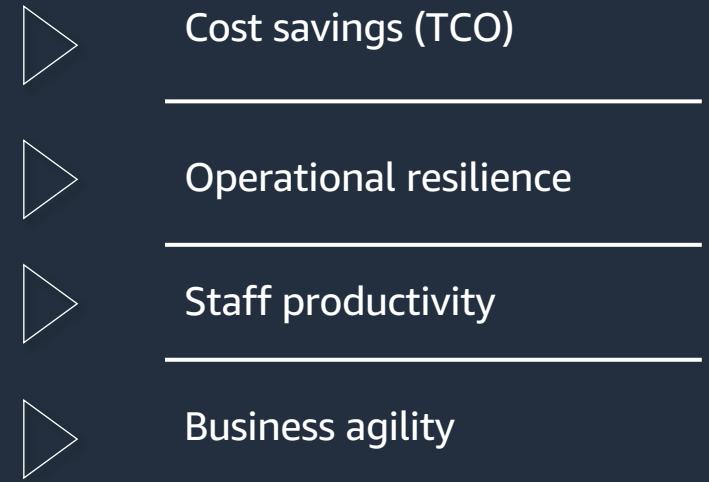 Cost savings (TCO)
Operational resilience
Staff productivity
Business agility